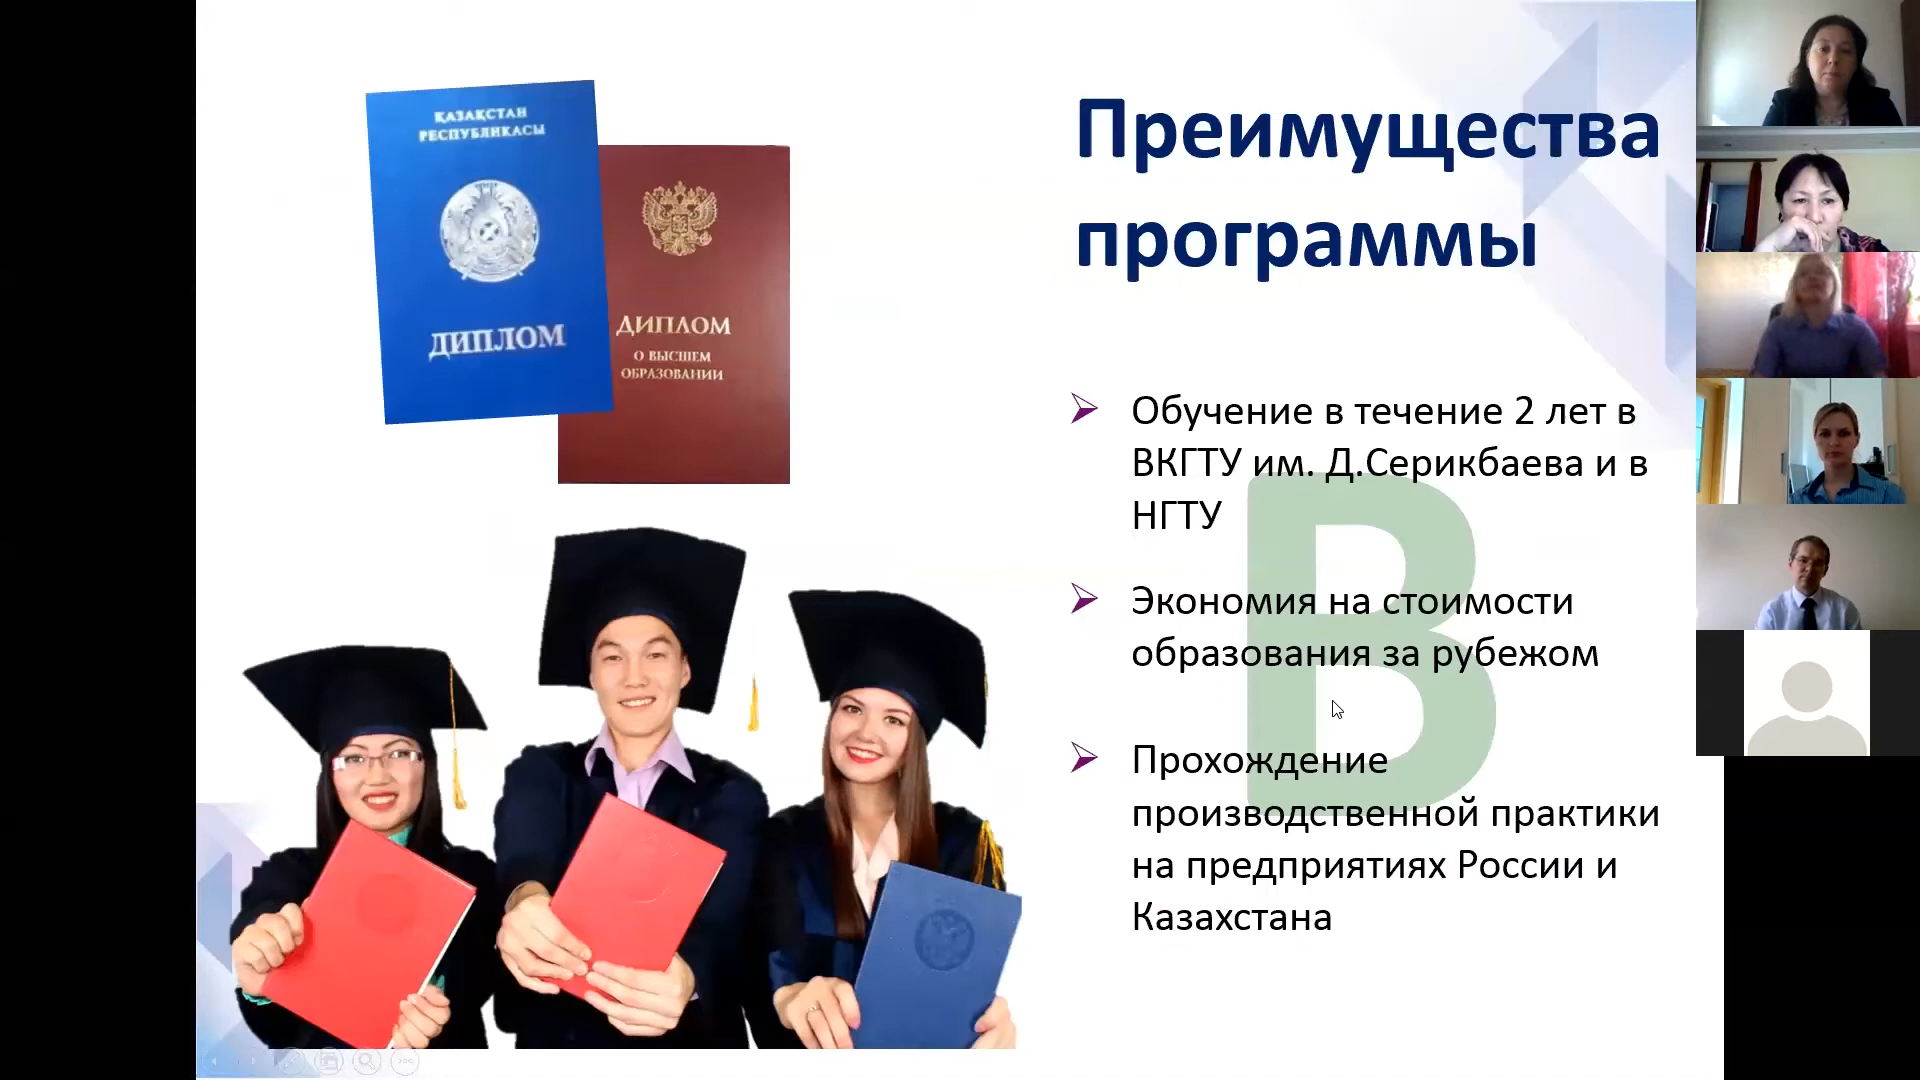 ҚАЗАҚСТАН
РЕСПУБЛИКАСЫ
ДИПЛОМ
ДИПЛОМ
О ВЫСШЕМ
ОБРАЗОВАНИИ
Преимущества
программы
Обучение в течение 2 лет в
ВКГТУ им. Д.Серикбаева и в
НГТУ
Экономия на стоимости
образования за рубежом
Прохождение
производственной практики
на предприятиях России и
Казахстана
B